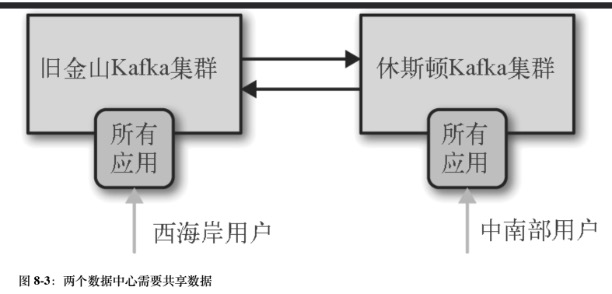 旧金山Kafka集群
休斯顿Kafka集群
所有
应用
所有
应用
西海岸用户
中南部用户
图 8-3：两个数据中心需要共享数据